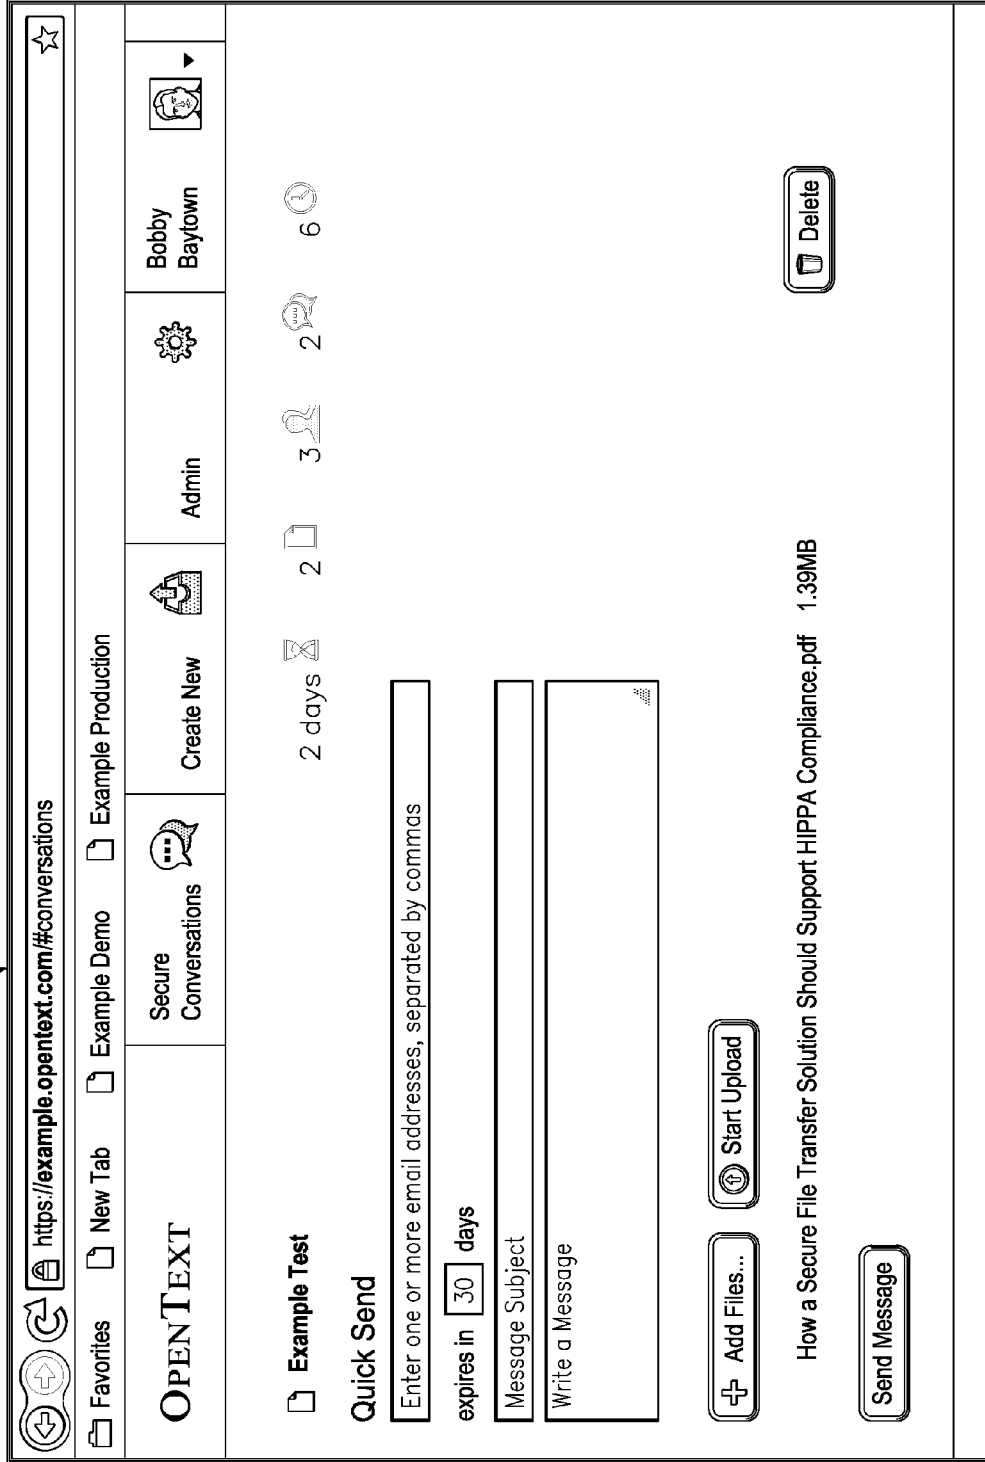 https://example.opentext.com/#conversations
Favorites New Tab Example Demo Example Production
OPENTEXT
Secure
Conversations
Create New
Admin
Bobby
Baytown
Example Test 2 days 2 3 2 6
Quick Send
Enter one or more email addresses, separated by commas
expires in 30 days
Message Subject
Write a Message
Add Files... Start Upload
How a Secure File Transfer Solution Should Support HIPPA Compliance.pdf 1.39MB Delete
Send Message